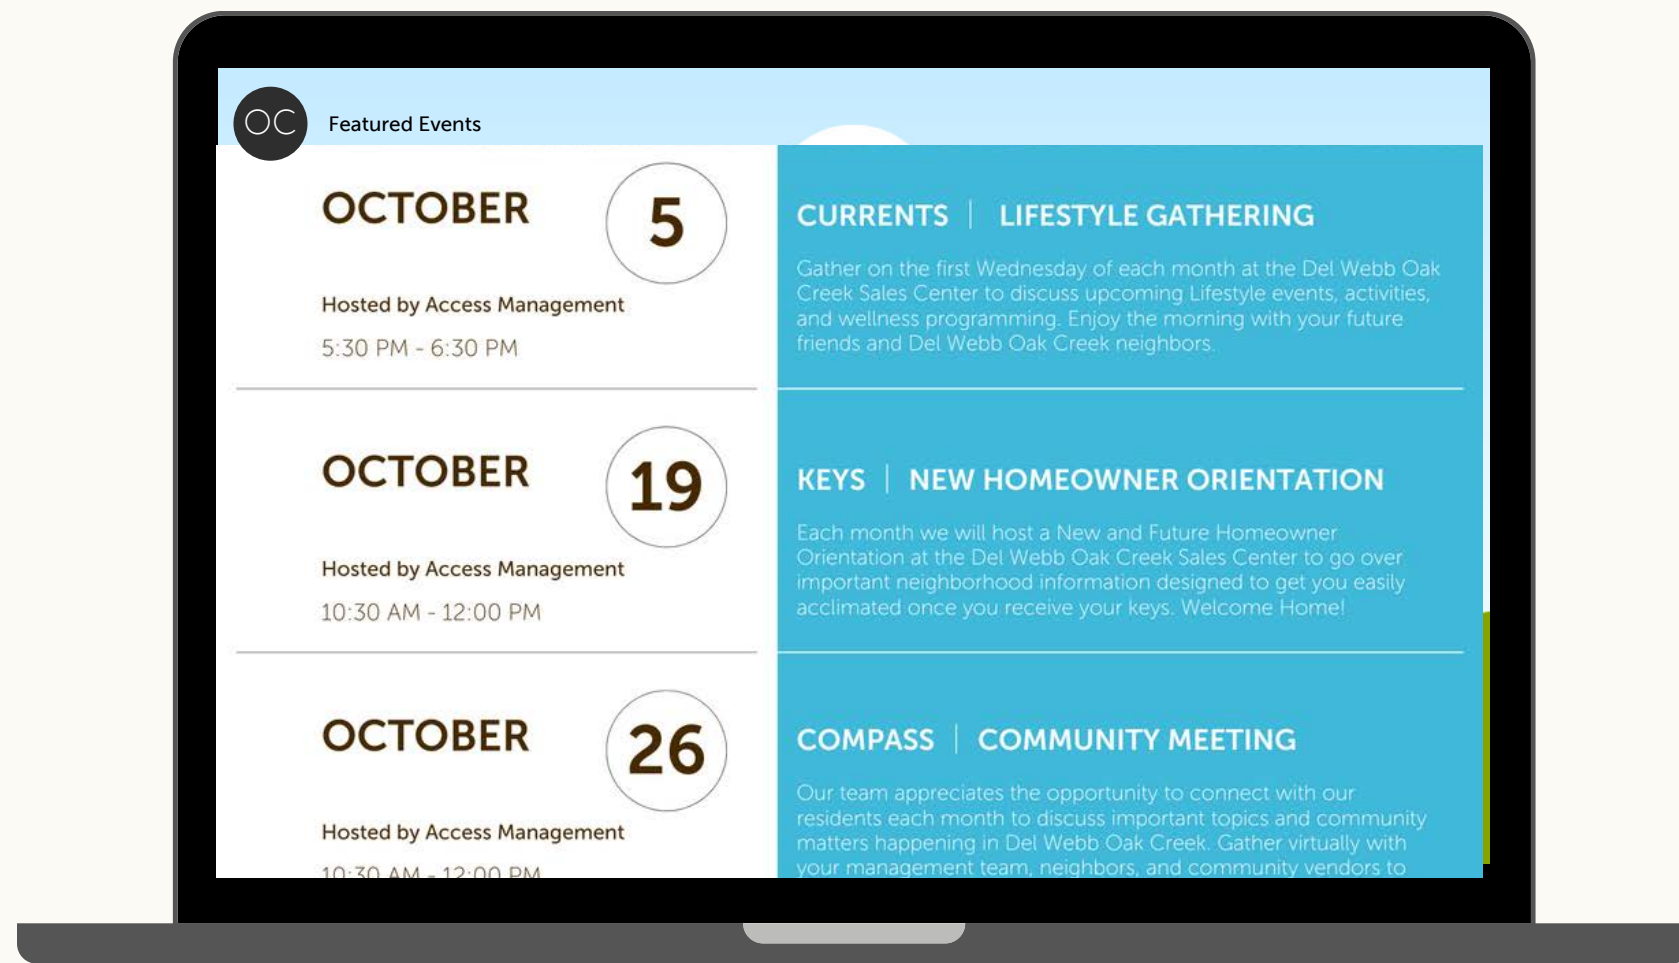 OC
Featured Events
OCTOBER
5
Hosted by Access Management
5:30 PM - 6:30 PM
CURRENTS | LIFESTYLE GATHERING
Gather on the first Wednesday of each month at the Del Webb Oak
Creek Sales Center to discuss upcoming Lifestyle events, activities,
and wellness programming. Enjoy the morning with your future
friends and Del Webb Oak Creek neighbors.
OCTOBER
19
Hosted by Access Management
10:30 AM - 12:00 PM
KEYS | NEW HOMEOWNER ORIENTATION
Each month we will host a New and Future Homeowner
Orientation at the Del Webb Oak Creek Sales Center to go over
important neighborhood information designed to get you easily
acclimated once you receive your keys. Welcome Home!
OCTOBER
26
Hosted by Access Management
10:30 AM - 12:00 PM
COMPASS | COMMUNITY MEETING
Our team appreciates the opportunity to connect with our
residents each month to discuss important topics and community
matters happening in Del Webb Oak Creek. Gather virtually with
your management team, neighbors, and community vendors to